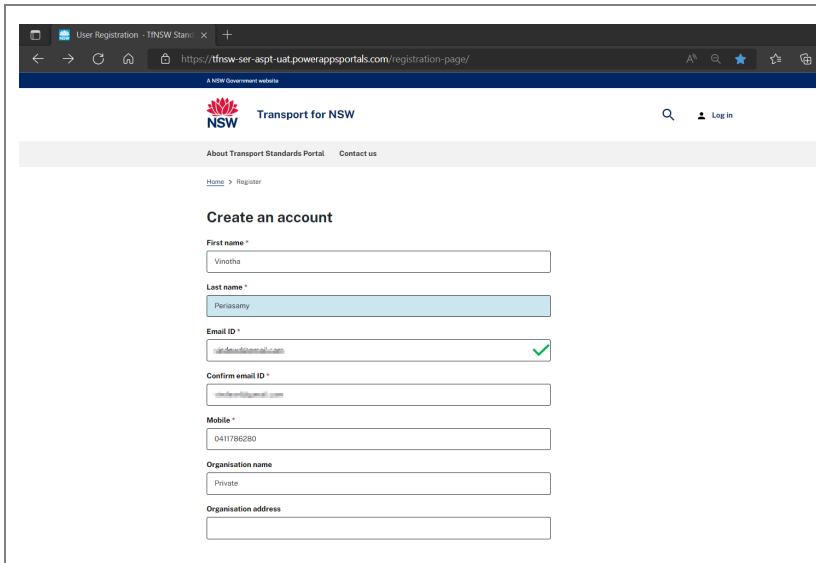 User Registration - TfNSW Stand
https://tfnsw-ser-aspt-uat.powerappsportals.com/registration-page/
A NSW Government website
NSW
Transport for NSW
Log in
About Transport Standards Portal Contact us
Home > Register
Create an account
First name *
Vinotha
Last name *
Periasamy
Email ID *
Confirm email ID *
Mobile *
0411786280
Organisation name
Private
Organisation address